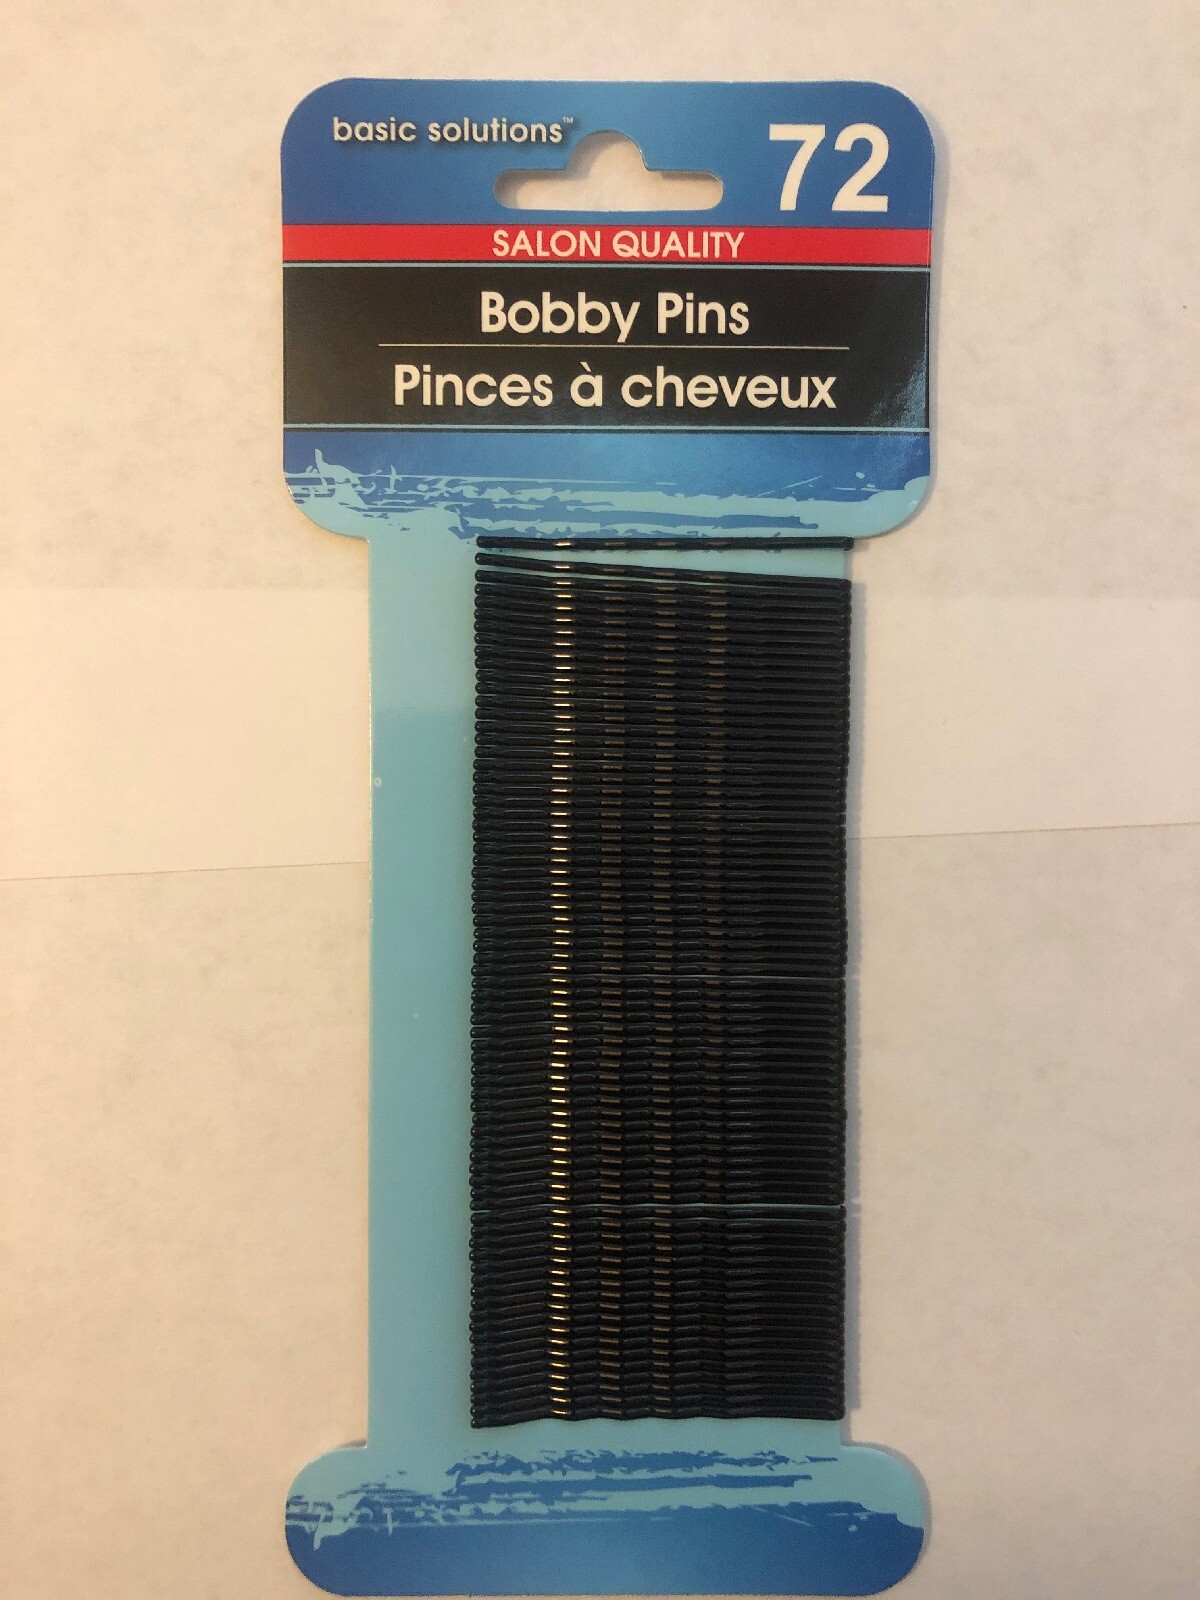 basic solutions™
72
SALON QUALITY
Bobby Pins
Pinces à cheveux